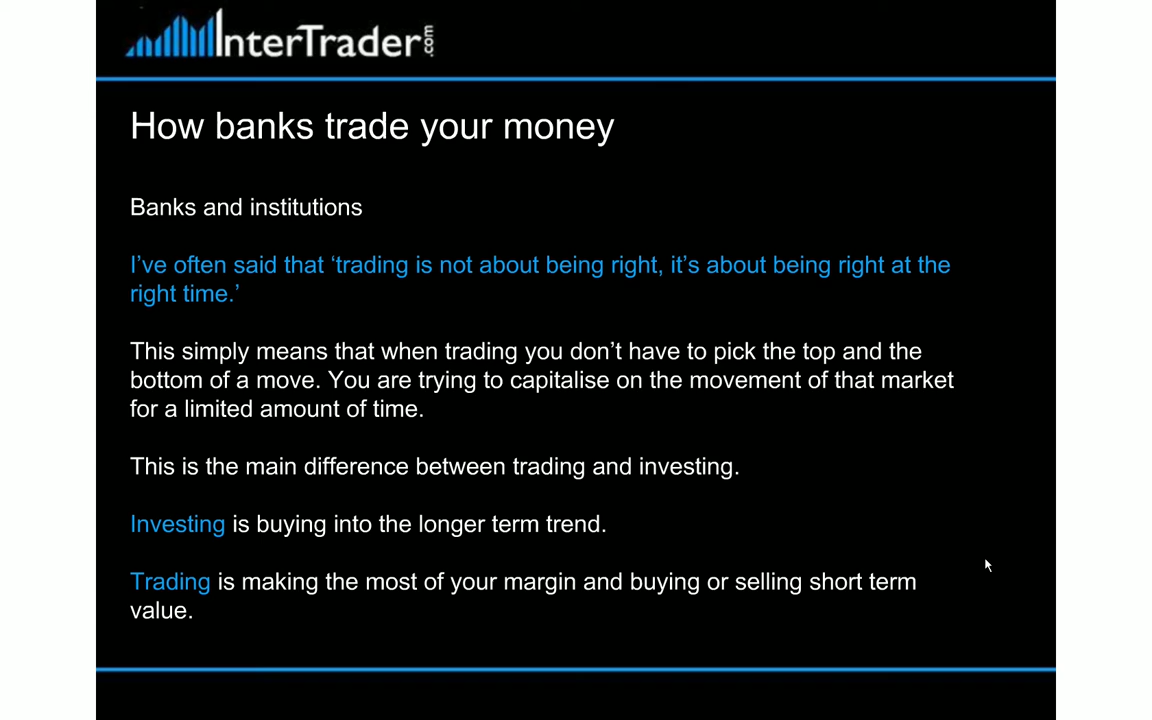 InterTrader.com
How banks trade your money
Banks and institutions
I’ve often said that ‘trading is not about being right, it’s about being right at the
right time.’
This simply means that when trading you don’t have to pick the top and the
bottom of a move. You are trying to capitalise on the movement of that market
for a limited amount of time.
This is the main difference between trading and investing.
Investing is buying into the longer term trend.
Trading is making the most of your margin and buying or selling short term
value.